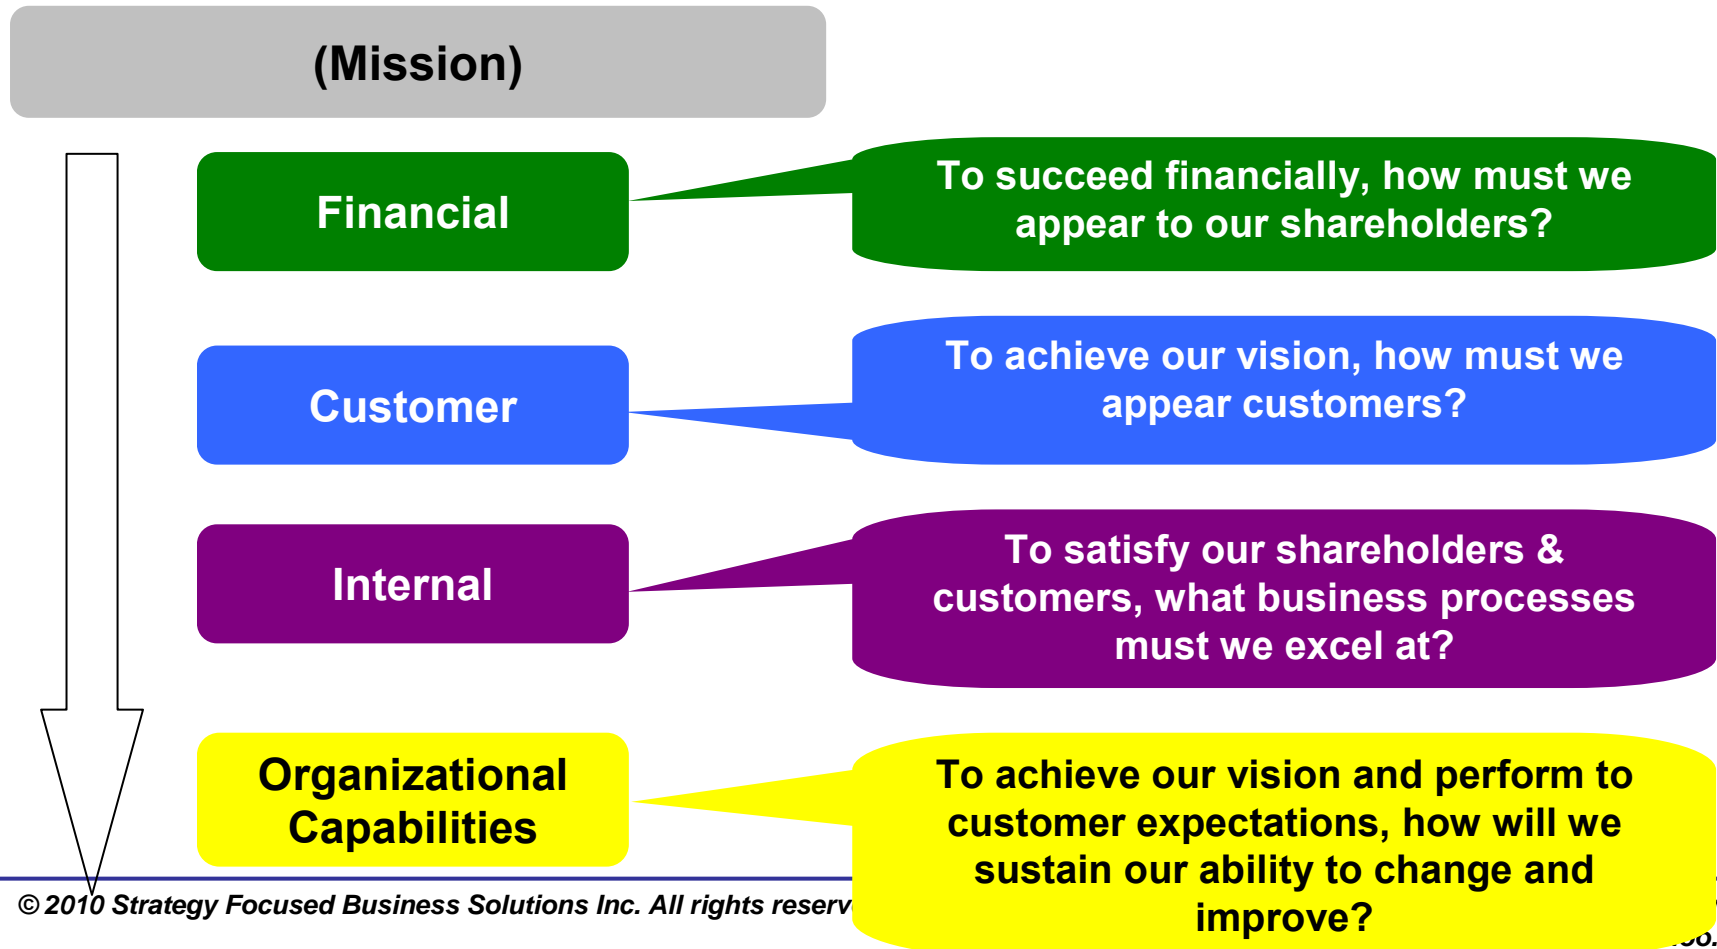 (Mission)
Financial
To succeed financially, how must we
appear to our shareholders?
Customer
To achieve our vision, how must we
appear customers?
Internal
To satisfy our shareholders &
customers, what business processes
must we excel at?
Organizational
Capabilities
To achieve our vision and perform to
customer expectations, how will we
sustain our ability to change and
improve?
© 2010 Strategy Focused Business Solutions Inc. All rights reserv